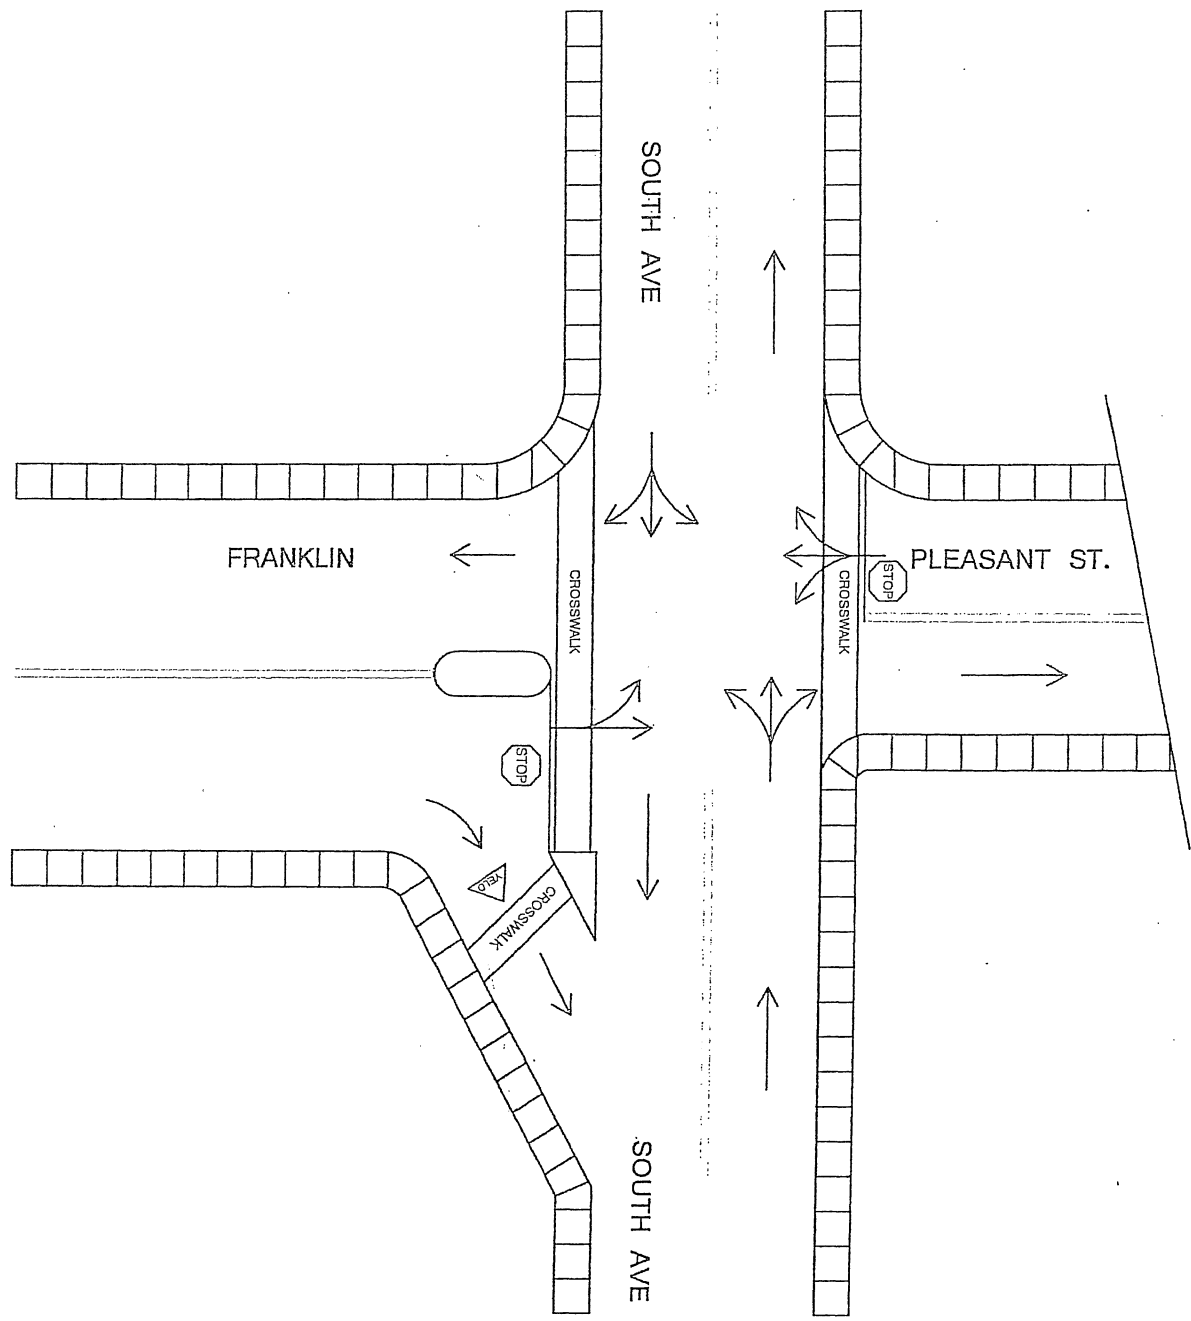 SOUTH AVE
FRANKLIN
CROSSWALK
CROSSWALK
STOP
PLEASANT ST.
STOP
YELD
CROSSWALK
SOUTH AVE